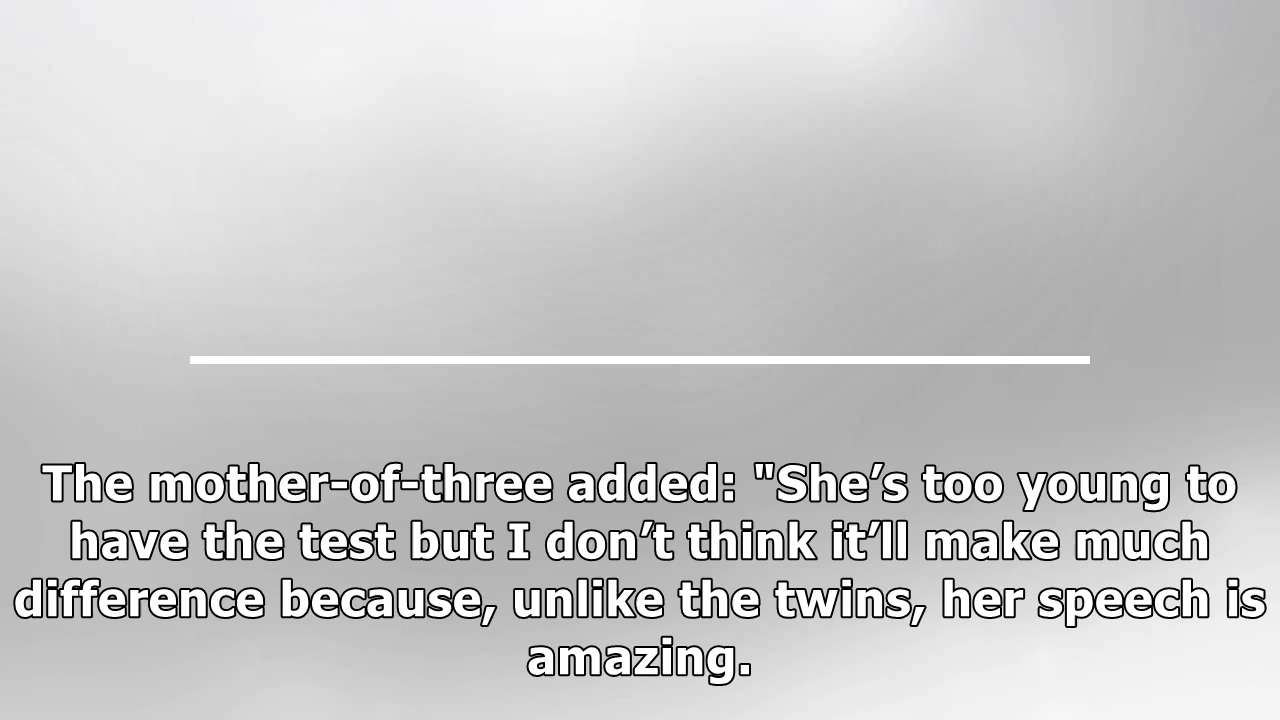 The mother-of-three added: "She’s too young to
have the test but I don’t think it’ll make much
difference because, unlike the twins, her speech is
amazing.